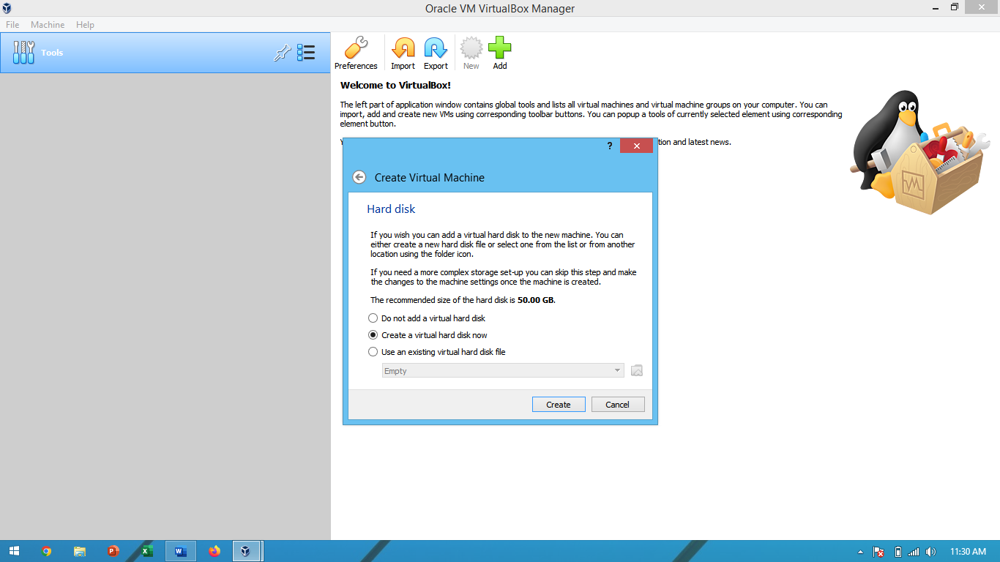 Oracle VM VirtualBox Manager
File Machine Help
Tools
Preferences Import Export New Add
Welcome to VirtualBox!
The left part of application window contains global tools and lists all virtual machines and virtual machine groups on your computer. You can
import, add and create new VMs using corresponding toolbar buttons. You can popup a tools of currently selected element using corresponding
element button.
and latest news.
?
Create Virtual Machine
Hard disk
If you wish you can add a virtual hard disk to the new machine. You can
either create a new hard disk file or select one from the list or from another
location using the folder icon.
If you need a more complex storage set-up you can skip this step and make
the changes to the machine settings once the machine is created.
The recommended size of the hard disk is 50.00 GB.
Do not add a virtual hard disk
Create a virtual hard disk now
Use an existing virtual hard disk file
Empty
Create Cancel
11:30 AM